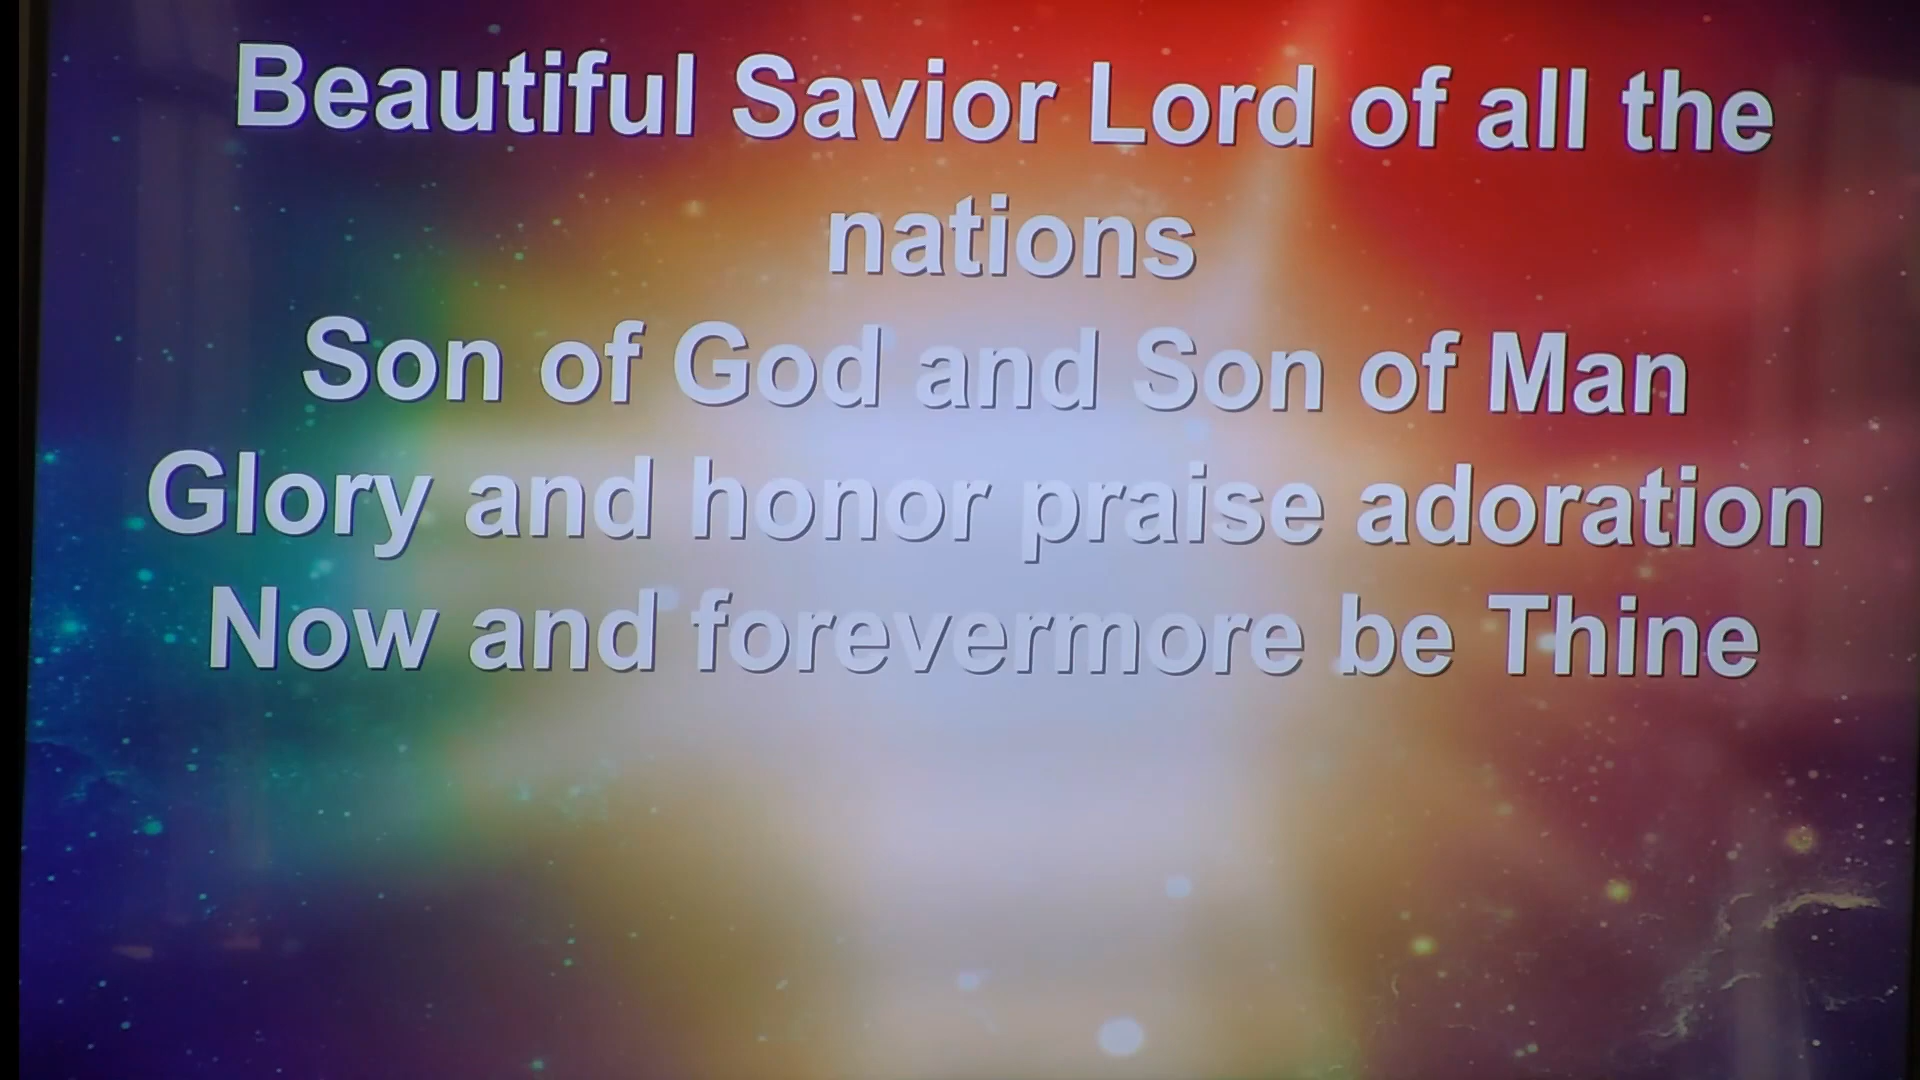 Beautiful Savior Lord of all the
nations
Son of God and Son of Man
Glory and honor praise adoration
Now and forevermore be Thine